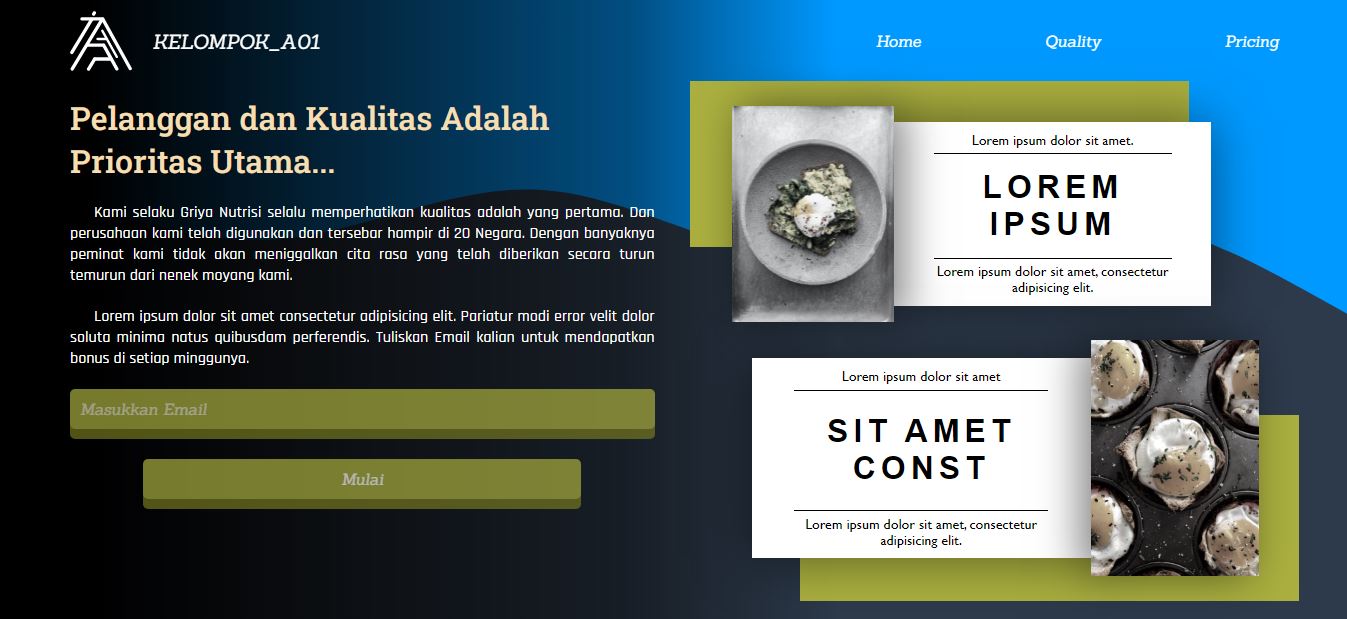 KELOMPOK_A01
Home
Quality
Pricing
Pelanggan dan Kualitas Adalah
Prioritas Utama...
Kami selaku Griya Nutrisi selalu memperhatikan kualitas adalah yang pertama. Dan
perusahaan kami telah digunakan dan tersebar hampir di 20 Negara. Dengan banyaknya
peminat kami tidak akan meniggalkan cita rasa yang telah diberikan secara turun
temurun dari nenek moyang kami.
Lorem ipsum dolor sit amet consectetur adipisicing elit. Pariatur modi error velit dolor
soluta minima natus quibusdam perferendis. Tuliskan Email kalian untuk mendapatkan
bonus di setiap minggunya.
Masukkan Email
Mulai
Lorem ipsum dolor sit amet.
LOREM
IPSUM
Lorem ipsum dolor sit amet, consectetur
adipisicing elit.
Lorem ipsum dolor sit amet
SIT AMET
CONST
Lorem ipsum dolor sit amet, consectetur
adipisicing elit.